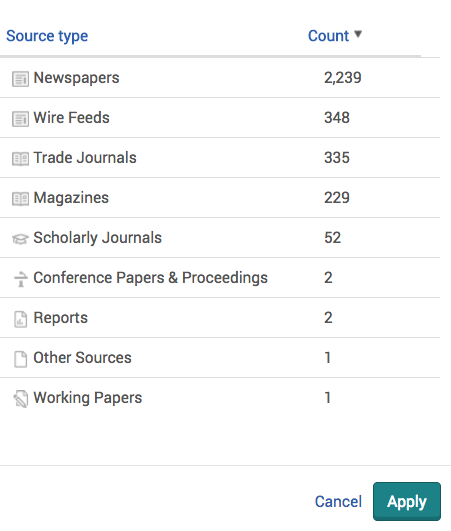 Source type Count ▼
Newspapers 2,239
Wire Feeds 348
Trade Journals 335
Magazines 229
Scholarly Journals 52
Conference Papers & Proceedings 2
Reports 2
Other Sources 1
Working Papers 1
Cancel Apply